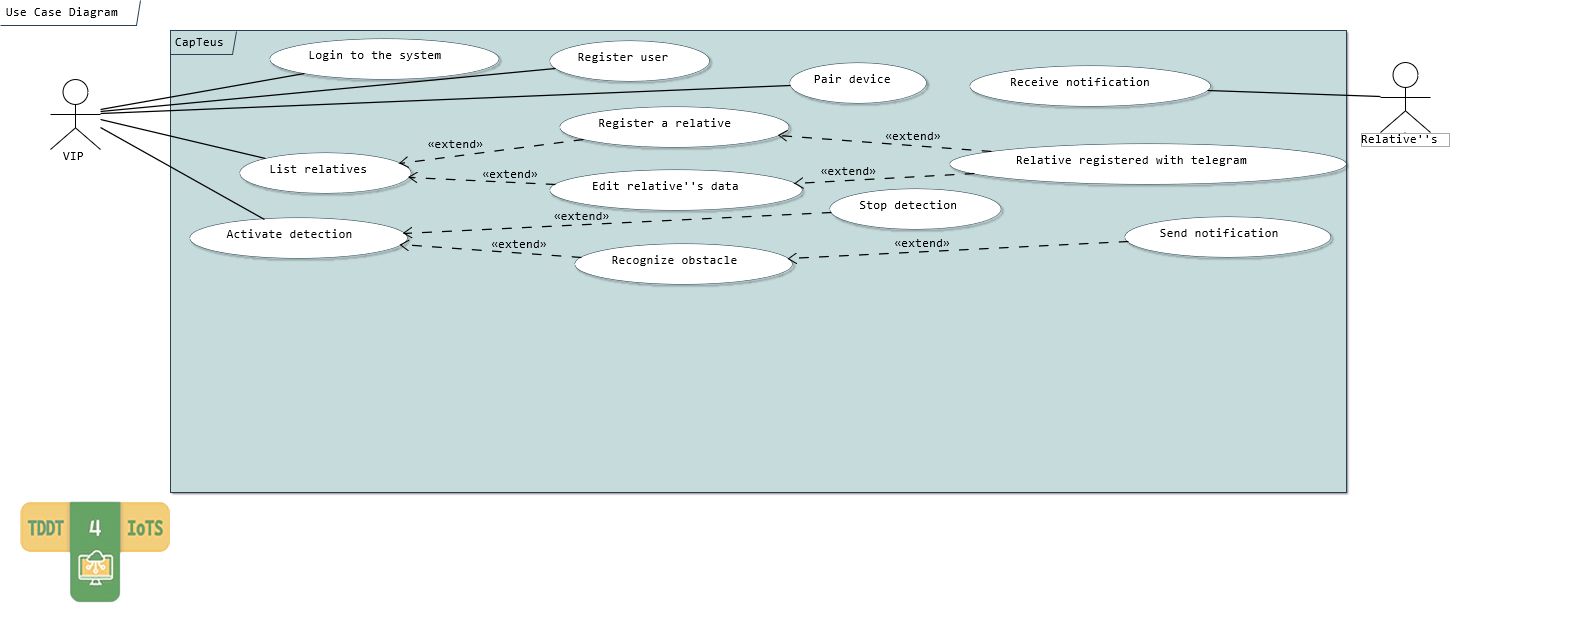 Use Case Diagram
CapTeus
Login to the system
Register user
Pair device
Receive notification
Register a relative
«extend»
«extend»
Relative''s
VIP
List relatives
Relative registered with telegram
«extend»
«extend»
Edit relative''s data
Stop detection
«extend»
Activate detection
Send notification
«extend»
«extend»
Recognize obstacle
TDDT 4 IoTS